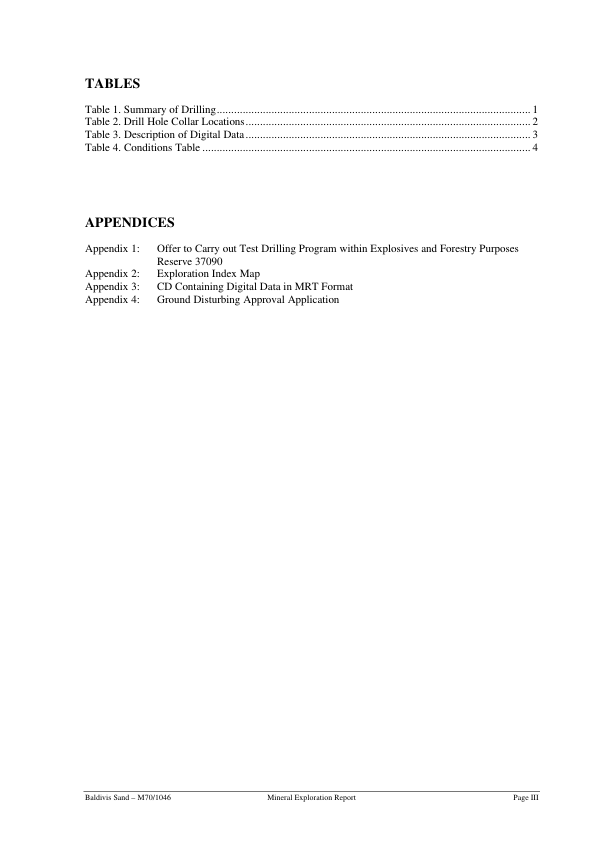 TABLES
Table 1. Summary of Drilling.............................................................................................................. 1
Table 2. Drill Hole Collar Locations.................................................................................................... 2
Table 3. Description of Digital Data.................................................................................................... 3
Table 4. Conditions Table ................................................................................................................... 4
APPENDICES
Appendix 1: Offer to Carry out Test Drilling Program within Explosives and Forestry Purposes
Reserve 37090
Appendix 2: Exploration Index Map
Appendix 3: CD Containing Digital Data in MRT Format
Appendix 4: Ground Disturbing Approval Application
Baldivis Sand – M70/1046 Mineral Exploration Report Page III